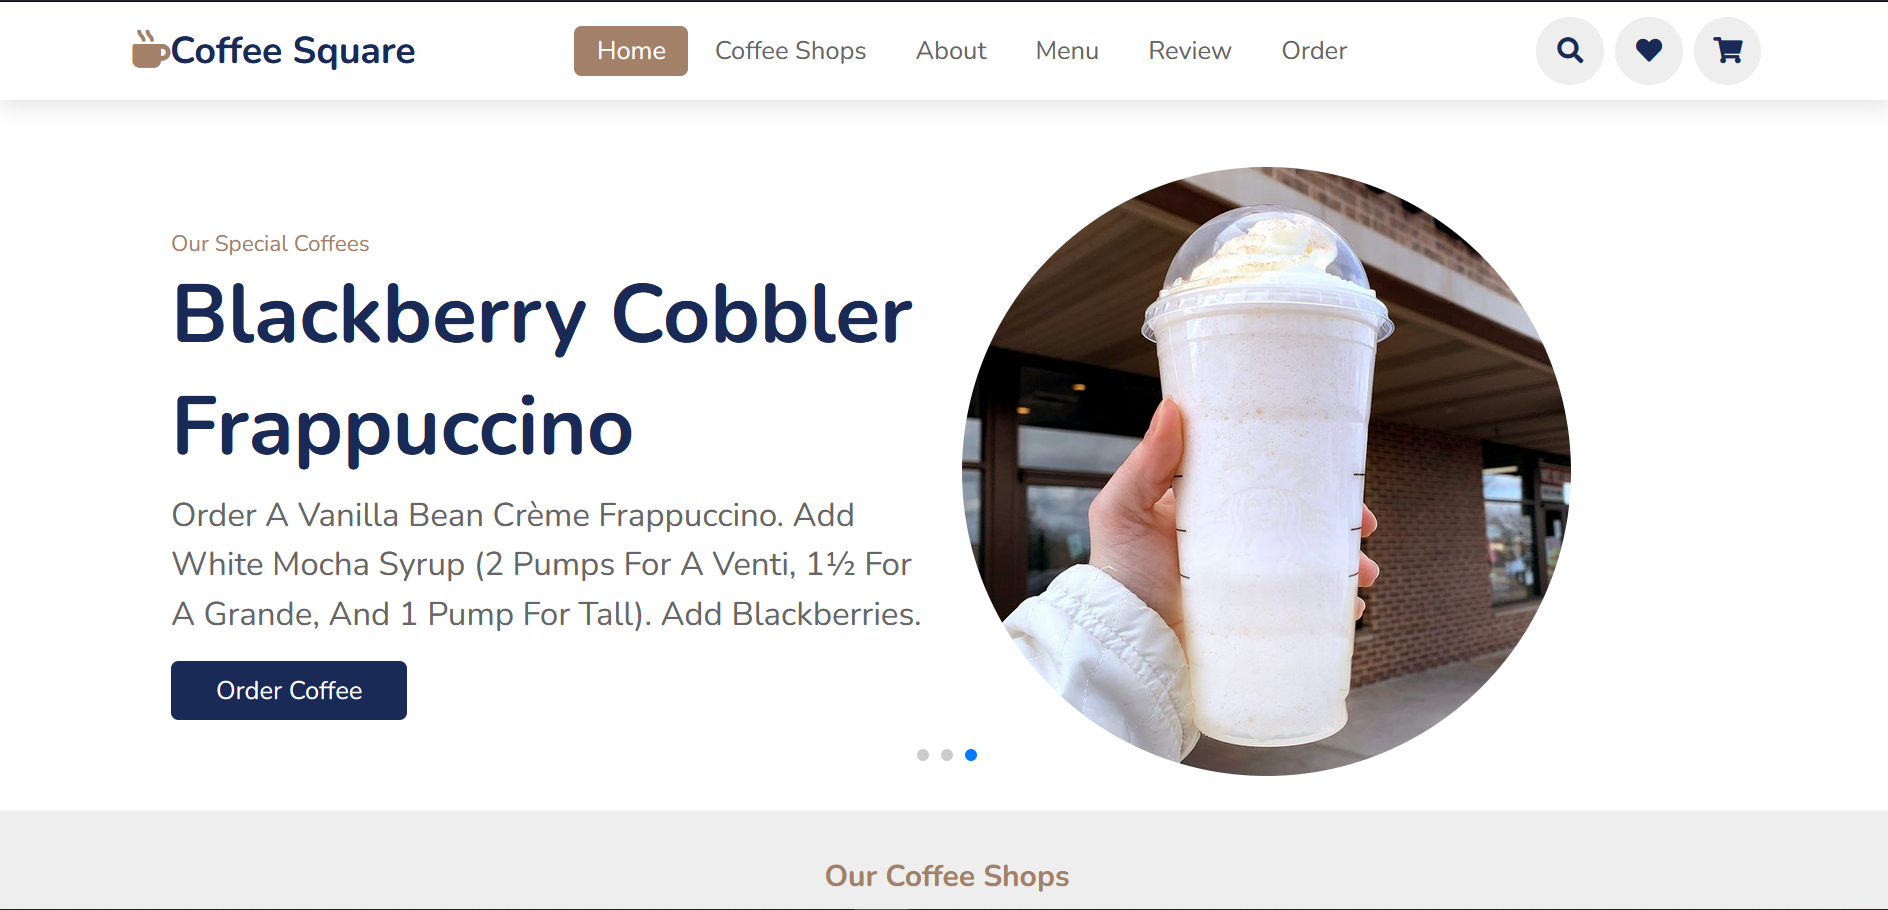 Coffee Square
Home
Coffee Shops
About
Menu
Review
Order
Our Special Coffees
Blackberry Cobbler
Frappuccino
Order A Vanilla Bean Crème Frappuccino. Add
White Mocha Syrup (2 Pumps For A Venti, 1½ For
A Grande, And 1 Pump For Tall). Add Blackberries.
Order Coffee
Our Coffee Shops